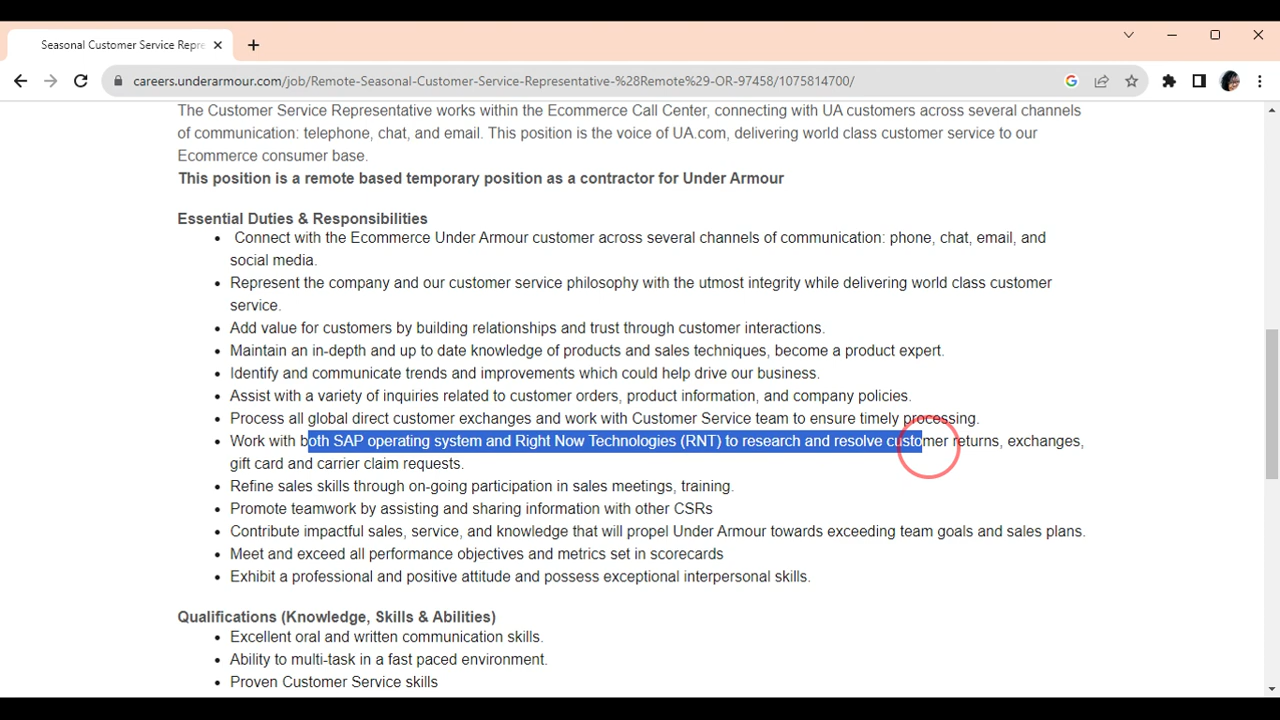 Seasonal Customer Service Repre
careers.underarmour.com/job/Remote-Seasonal-Customer-Service-Representative-%28Remote%29-OR-97458/1075814700/
The Customer Service Representative works within the Ecommerce Call Center, connecting with UA customers across several channels
of communication: telephone, chat, and email. This position is the voice of UA.com, delivering world class customer service to our
Ecommerce consumer base.
This position is a remote based temporary position as a contractor for Under Armour
Essential Duties & Responsibilities
• Connect with the Ecommerce Under Armour customer across several channels of communication: phone, chat, email, and
social media.
• Represent the company and our customer service philosophy with the utmost integrity while delivering world class customer
service.
• Add value for customers by building relationships and trust through customer interactions.
• Maintain an in-depth and up to date knowledge of products and sales techniques, become a product expert.
• Identify and communicate trends and improvements which could help drive our business.
• Assist with a variety of inquiries related to customer orders, product information, and company policies.
• Process all global direct customer exchanges and work with Customer Service team to ensure timely processing.
• Work with both SAP operating system and Right Now Technologies (RNT) to research and resolve customer returns, exchanges,
gift card and carrier claim requests.
• Refine sales skills through on-going participation in sales meetings, training.
• Promote teamwork by assisting and sharing information with other CSRs
• Contribute impactful sales, service, and knowledge that will propel Under Armour towards exceeding team goals and sales plans.
• Meet and exceed all performance objectives and metrics set in scorecards
• Exhibit a professional and positive attitude and possess exceptional interpersonal skills.
Qualifications (Knowledge, Skills & Abilities)
• Excellent oral and written communication skills.
• Ability to multi-task in a fast paced environment.
• Proven Customer Service skills